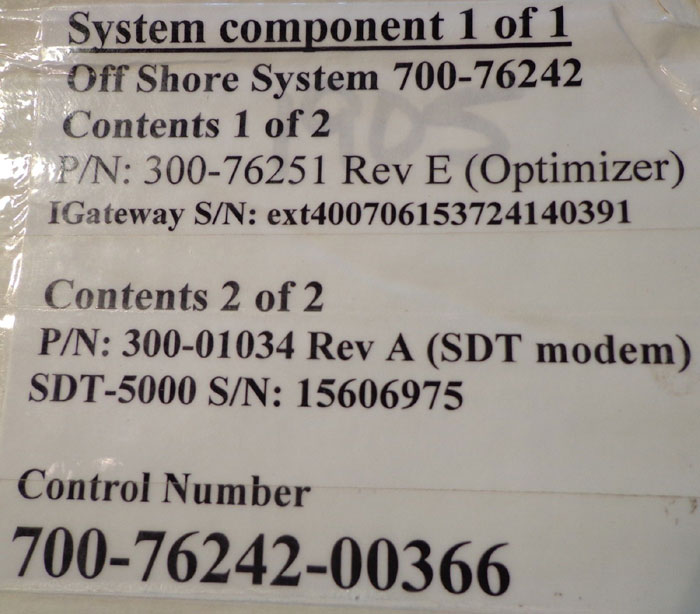 System component 1 of 1
Off Shore System 700-76242
Contents 1 of 2
P/N: 300-76251 Rev E (Optimizer)
IGateway S/N: ext400706153724140391
Contents 2 of 2
P/N: 300-01034 Rev A (SDT modem)
SDT-5000 S/N: 15606975
Control Number
700-76242-00366